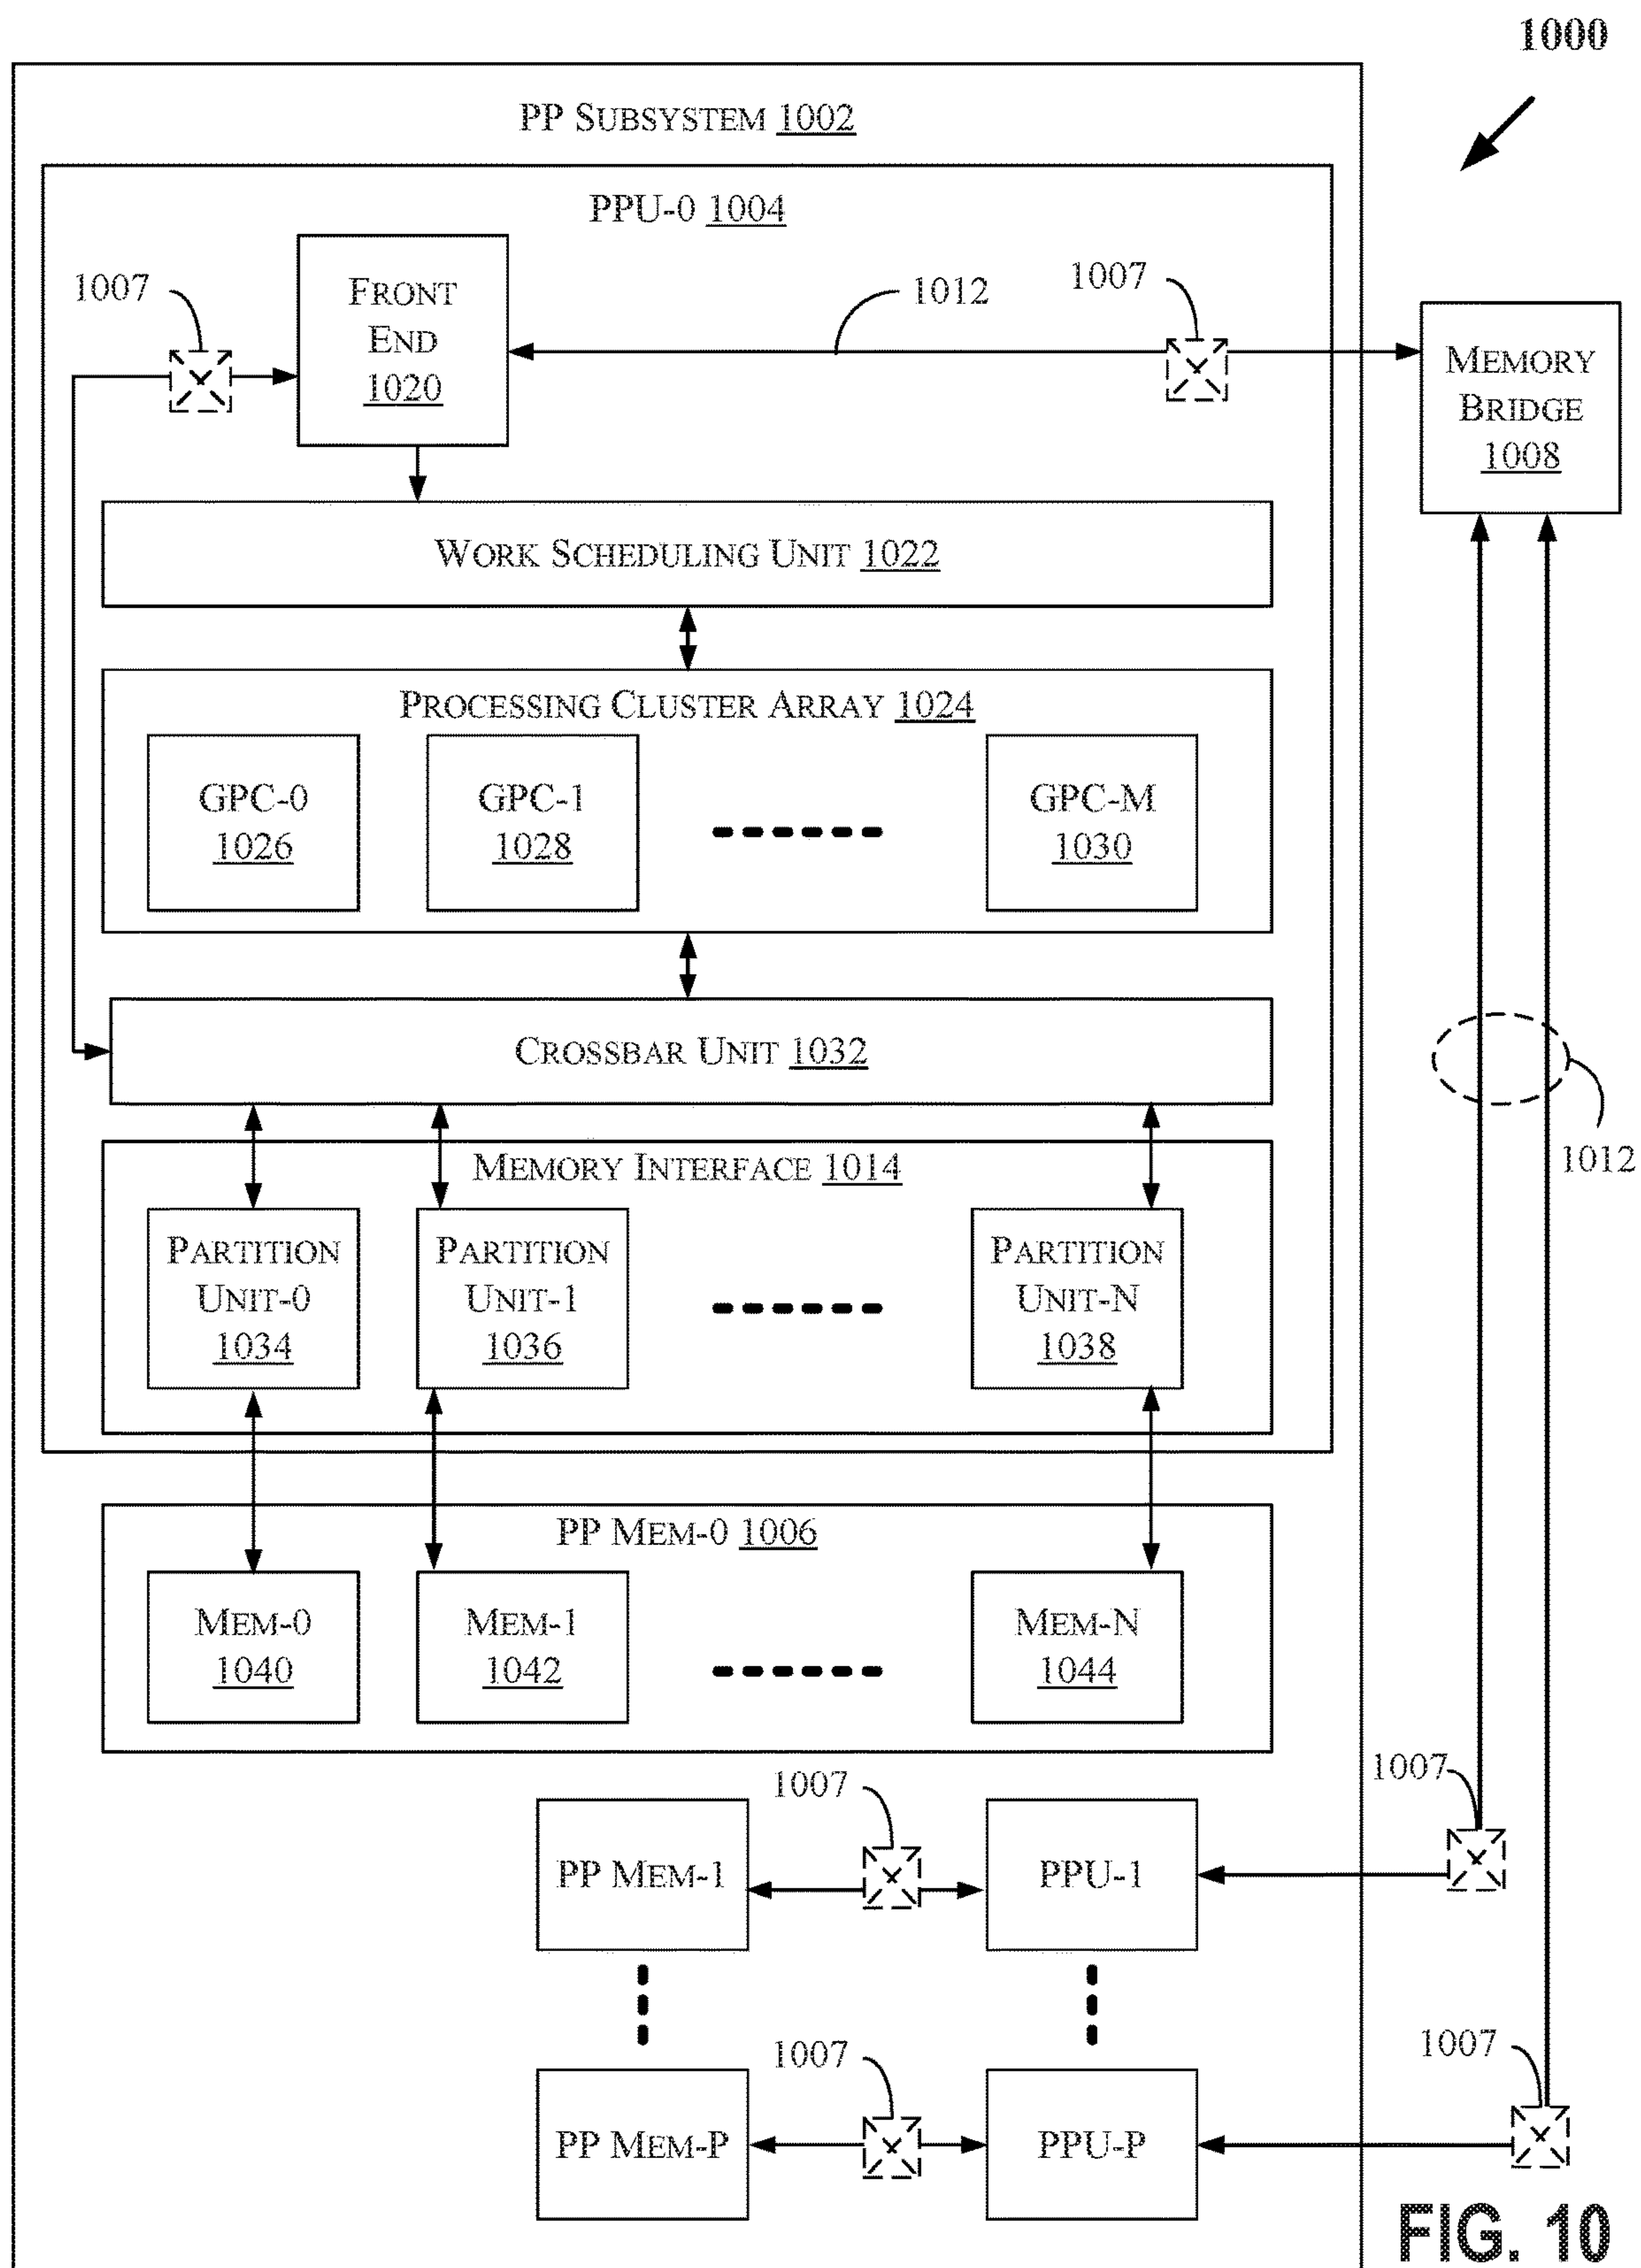 1000
PP SUBSYSTEM 1002
PPU-0 1004
1007
FRONT
END
1020
1012
1007
MEMORY
BRIDGE
1008
WORK SCHEDULING UNIT 1022
PROCESSING CLUSTER ARRAY 1024
GPC-0
1026
GPC-1
1028
GPC-M
1030
CROSSBAR UNIT 1032
1012
MEMORY INTERFACE 1014
PARTITION
UNIT-0
1034
PARTITION
UNIT-1
1036
PARTITION
UNIT-N
1038
PP MEM-0 1006
MEM-0
1040
MEM-1
1042
MEM-N
1044
1007
1007
PP MEM-1
PPU-1
1007
1007
PP MEM-P
PPU-P
FIG. 10